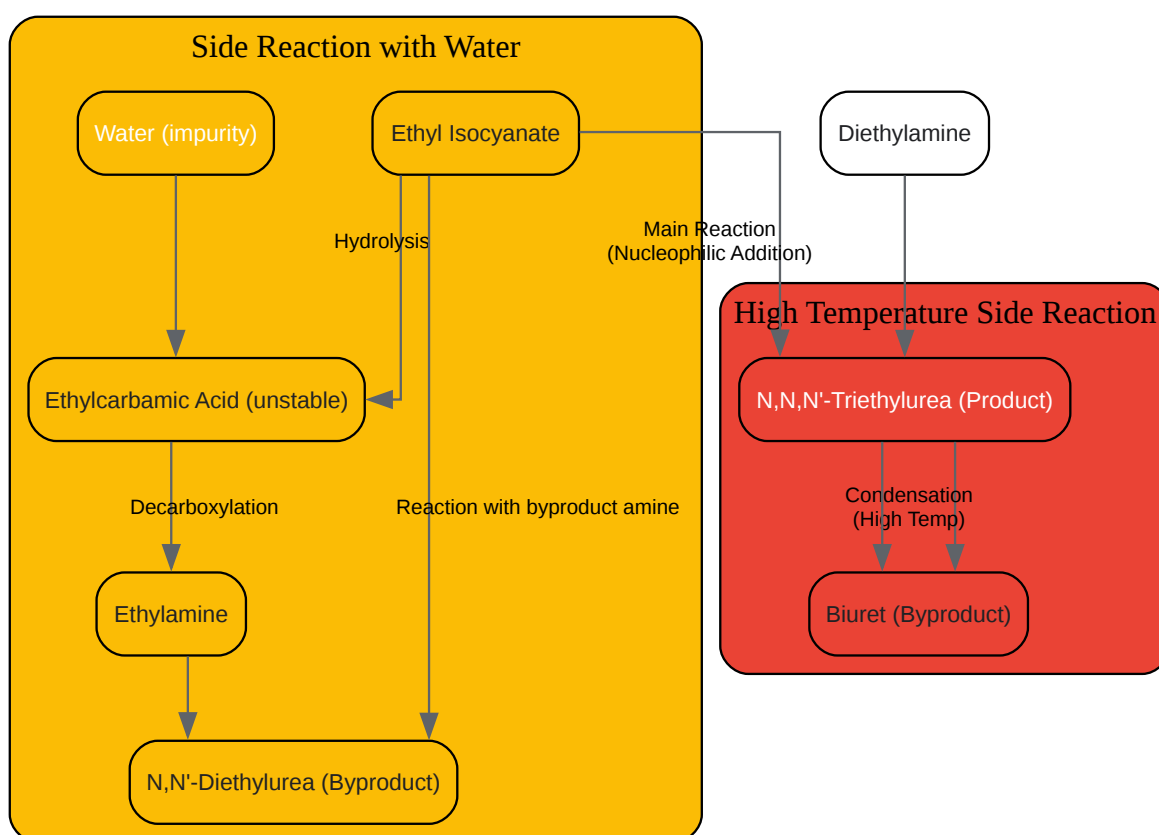 Side Reaction with Water
Water (impurity)
Ethyl Isocyanate
Diethylamine
Hydrolysis
Main Reaction
(Nucleophilic Addition)
High Temperature Side Reaction
Ethylcarbamic Acid (unstable)
N,N,N'-Triethylurea (Product)
Decarboxylation
Reaction with byproduct amine
Condensation
(High Temp)
Ethylamine
Biuret (Byproduct)
N,N'-Diethylurea (Byproduct)